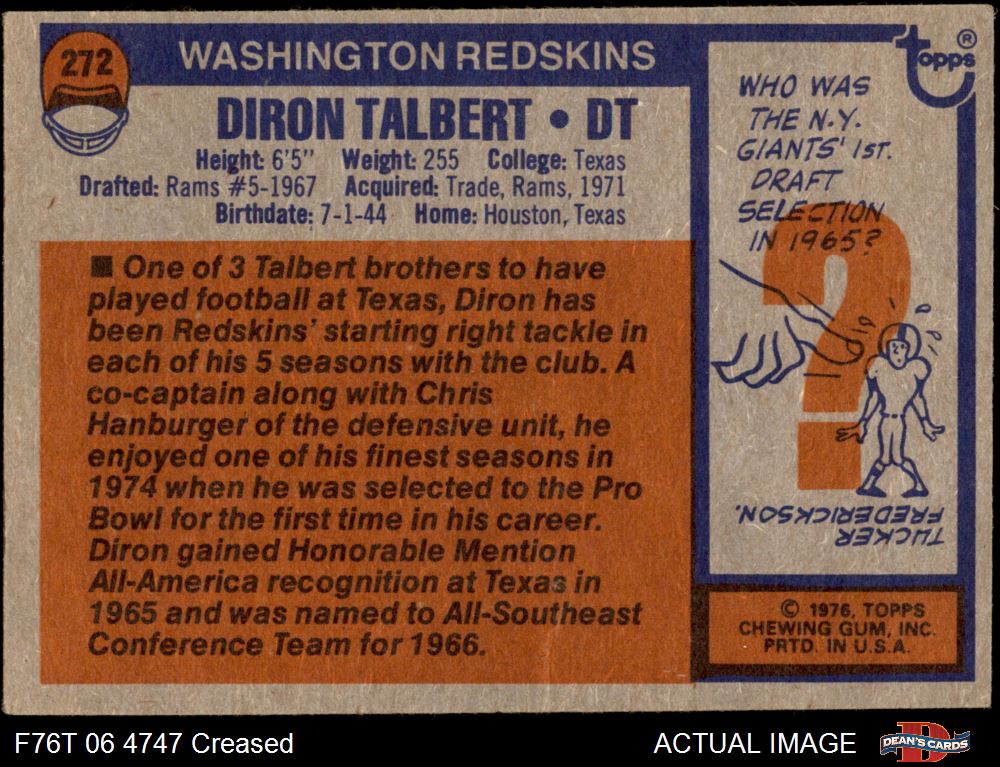 272
WASHINGTON REDSKINS
DIRON TALBERT • DT
Height: 6'5" Weight: 255 College: Texas
Drafted: Rams #5-1967 Acquired: Trade, Rams, 1971
Birthdate: 7-1-44 Home: Houston, Texas
■ One of 3 Talbert brothers to have
played football at Texas, Diron has
been Redskins' starting right tackle in
each of his 5 seasons with the club. A
co-captain along with Chris
Hanburger of the defensive unit, he
enjoyed one of his finest seasons in
1974 when he was selected to the Pro
Bowl for the first time in his career.
Diron gained Honorable Mention
All-America recognition at Texas in
1965 and was named to All-Southeast
Conference Team for 1966.
topps ®
WHO WAS
THE N.Y.
GIANTS' 1ST.
DRAFT
SELECTION
IN 1965?
?
TUCKER
FREDERICKSON.
© 1976, TOPPS
CHEWING GUM, INC.
PRTD. IN U.S.A.
F76T 06 4747 Creased
ACTUAL IMAGE
D
DEAN'S CARDS